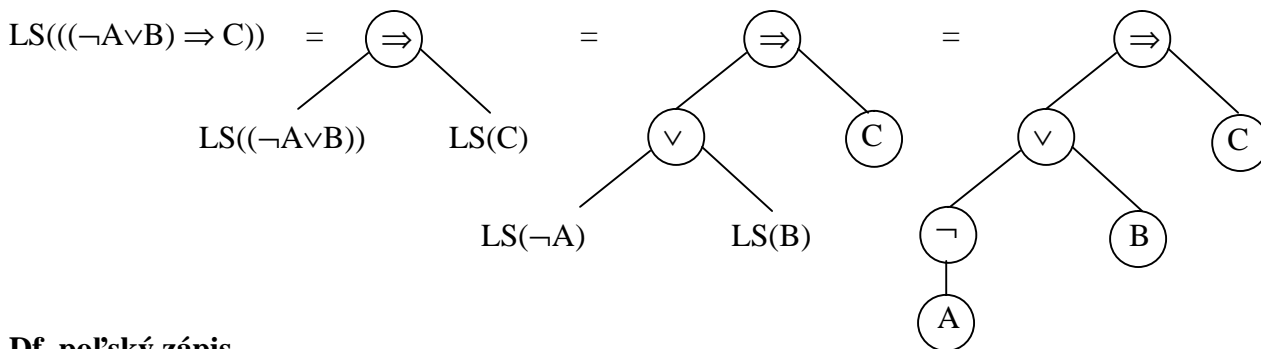 LS(((¬A∨B) ⇒ C)) = ⇒ = ⇒ = ⇒
LS((¬A∨B)) LS(C) ∨ C ∨ C
LS(¬A) LS(B) ¬ B
A
Df. poľský zápis